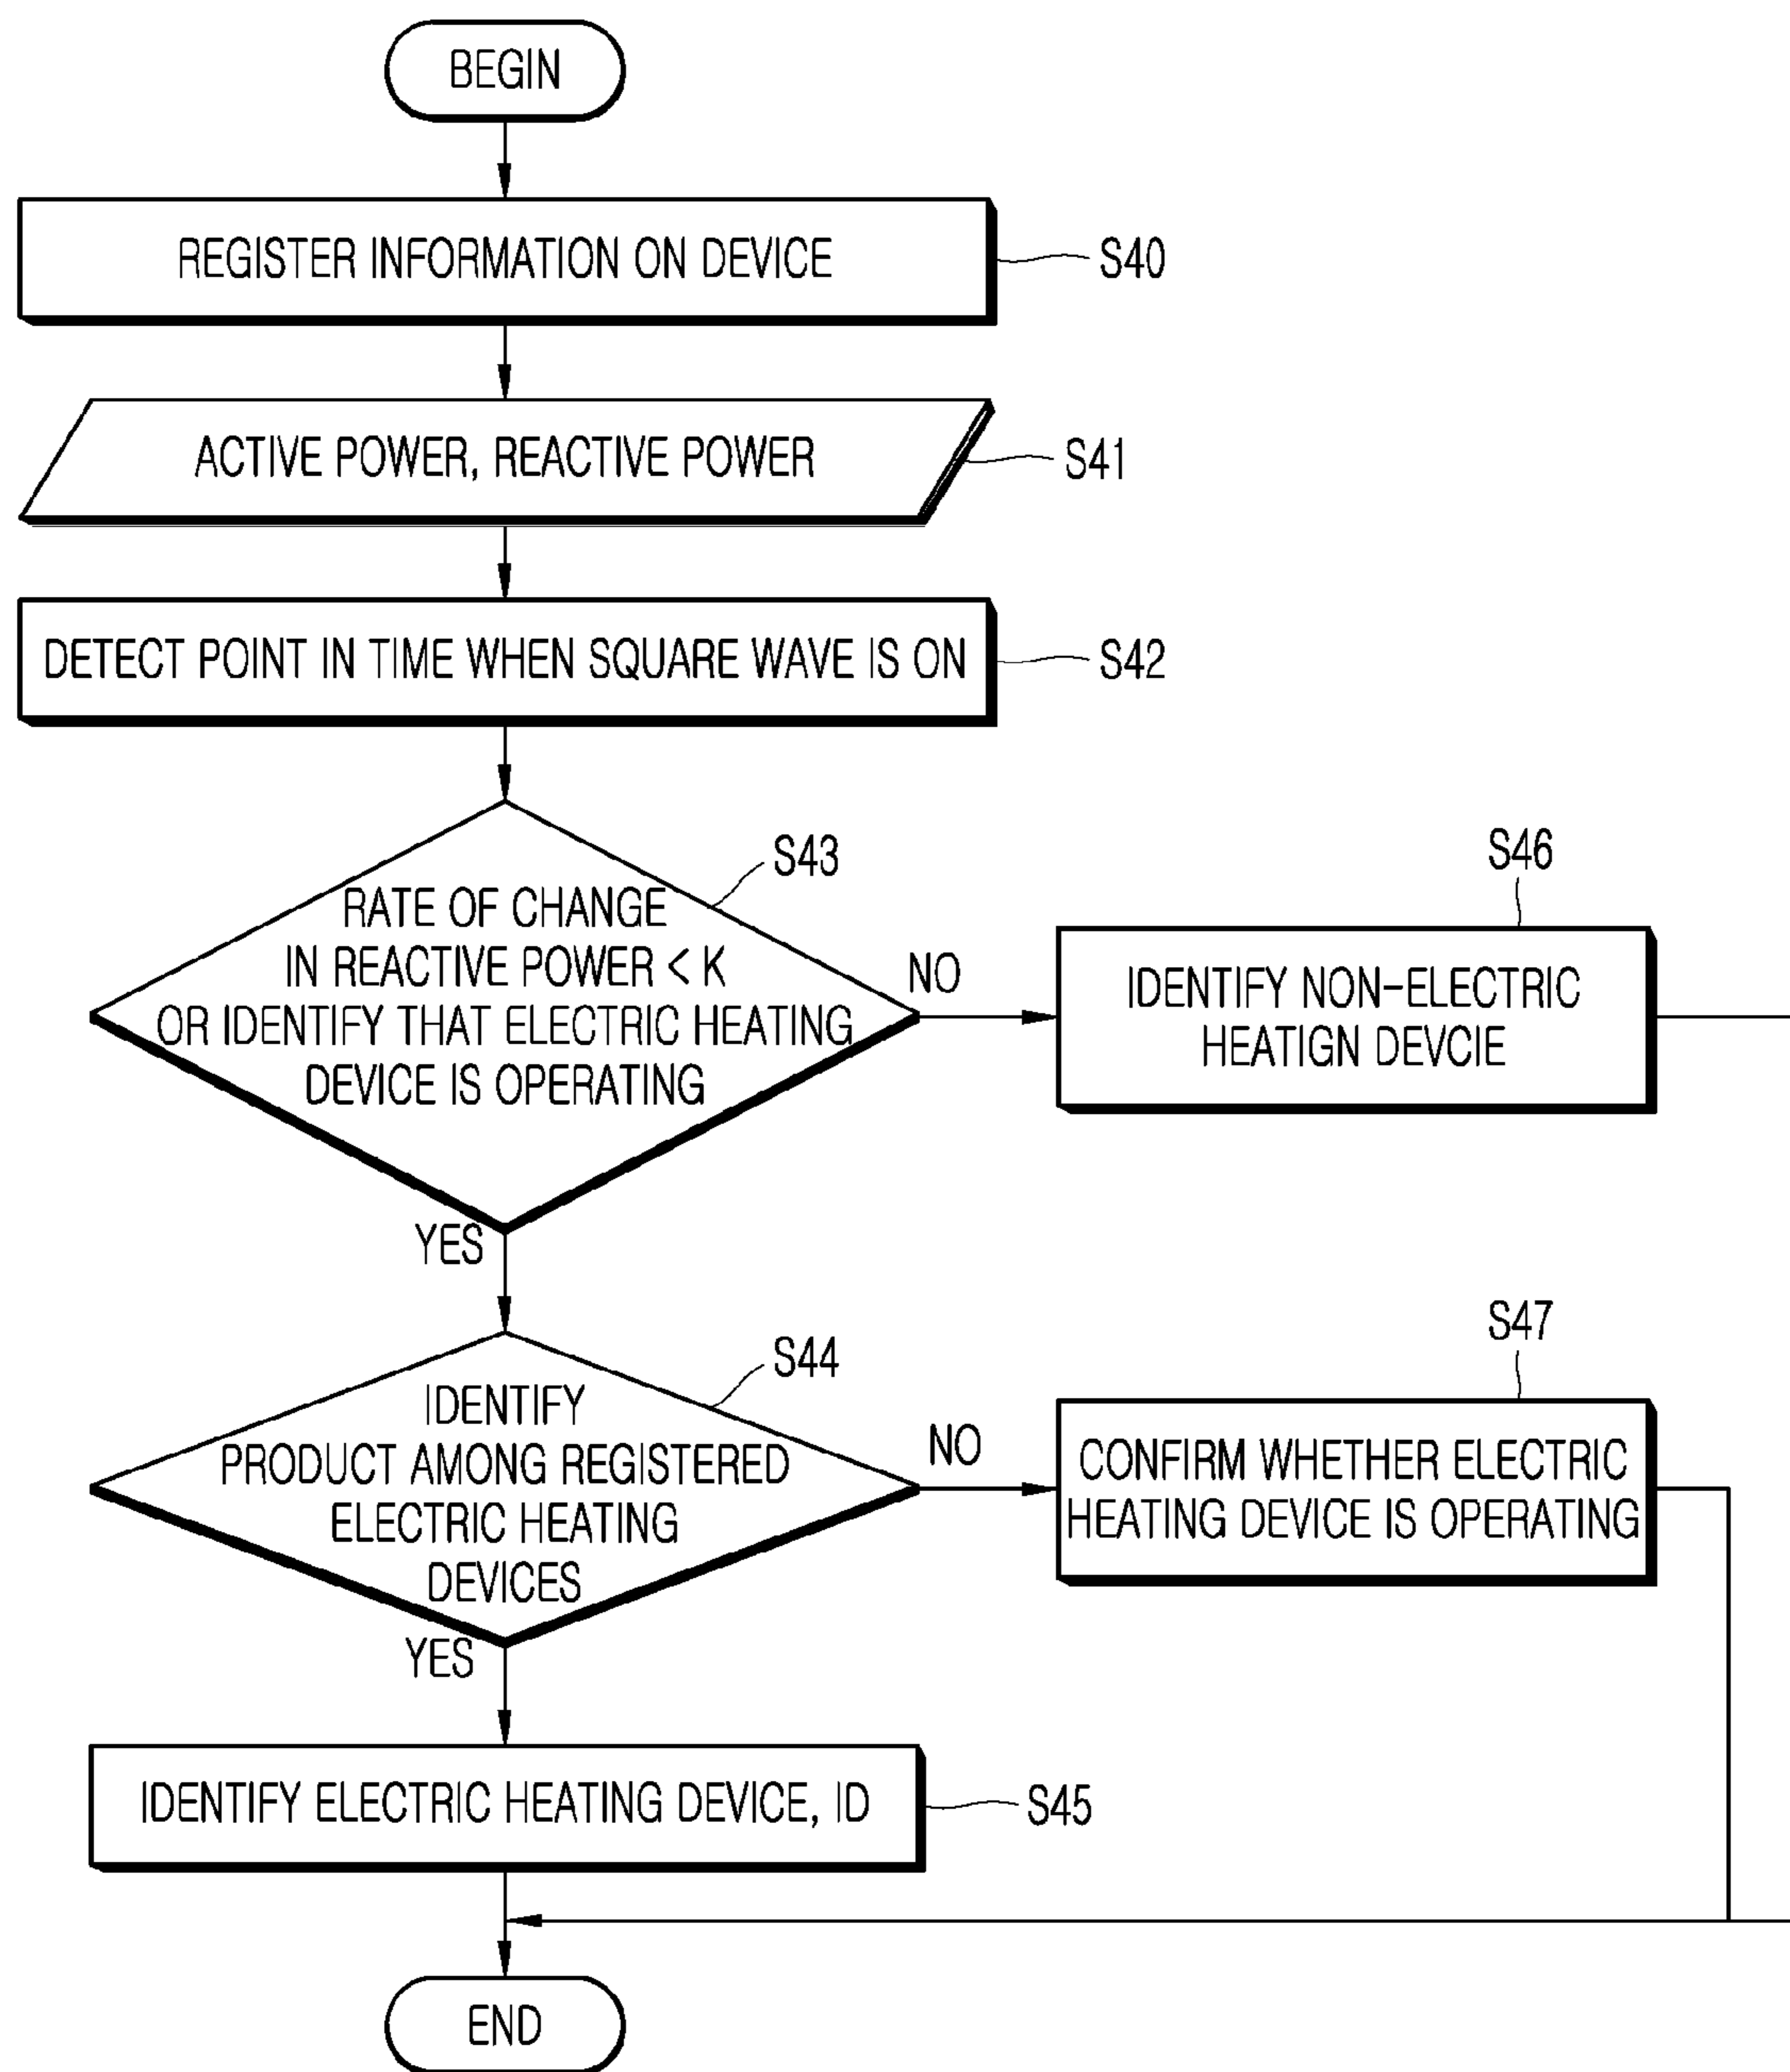 BEGIN
REGISTER INFORMATION ON DEVICE
S40
ACTIVE POWER, REACTIVE POWER
S41
DETECT POINT IN TIME WHEN SQUARE WAVE IS ON
S42
S43
RATE OF CHANGE
IN REACTIVE POWER < K
OR IDENTIFY THAT ELECTRIC HEATING
DEVICE IS OPERATING
NO
S46
IDENTIFY NON-ELECTRIC
HEATIGN DEVCIE
YES
S44
IDENTIFY
PRODUCT AMONG REGISTERED
ELECTRIC HEATING
DEVICES
NO
S47
CONFIRM WHETHER ELECTRIC
HEATING DEVICE IS OPERATING
YES
IDENTIFY ELECTRIC HEATING DEVICE, ID
S45
END